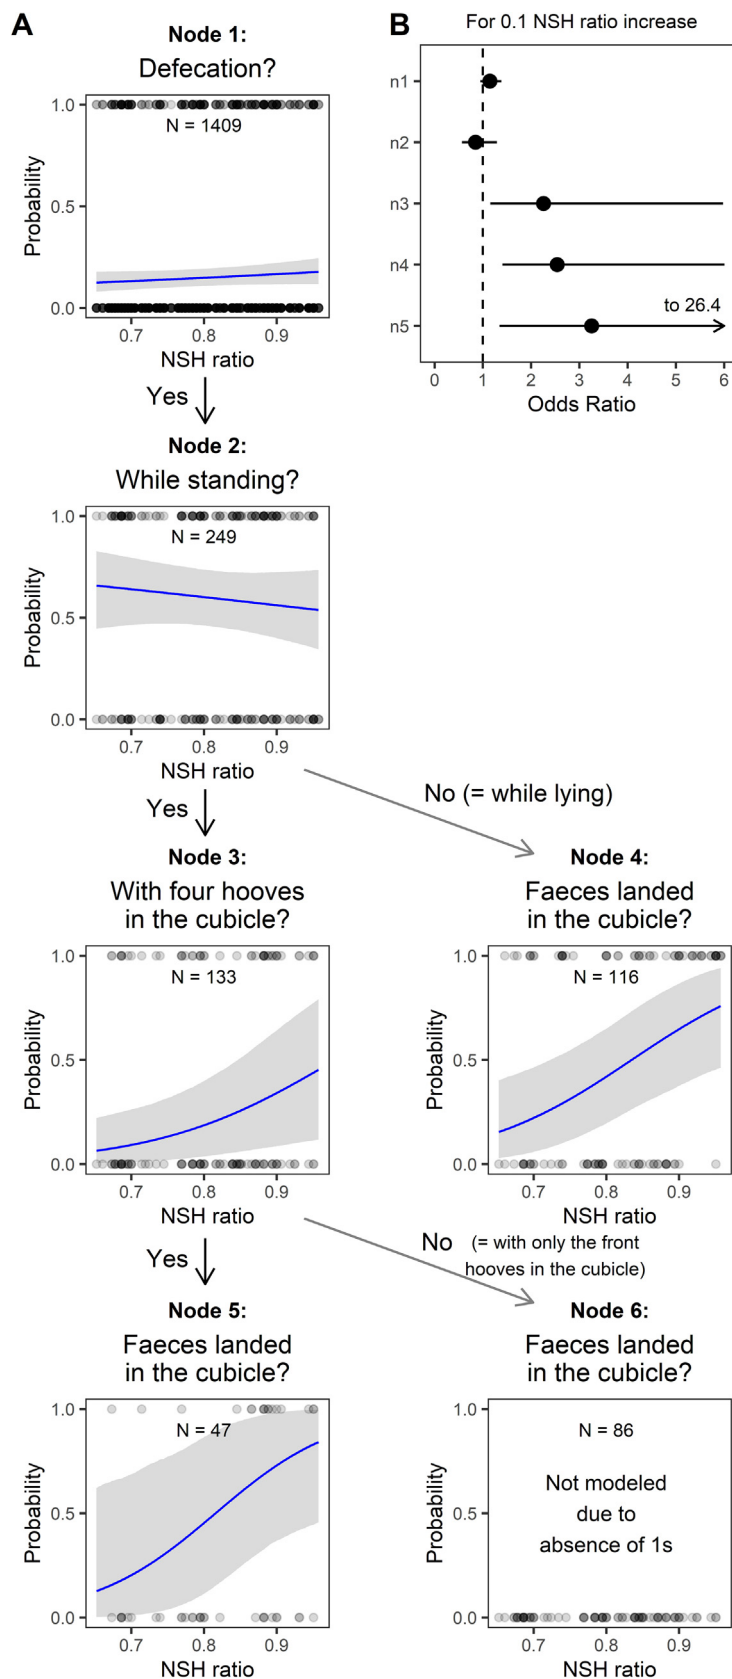 A
Node 1:
Defecation?
1.0
N = 1409
0.5
0.0
Probability
0.7 0.8 0.9
NSH ratio
B
For 0.1 NSH ratio increase
n1
n2
n3
n4
n5
to 26.4
0 1 2 3 4 5 6
Odds Ratio
Yes
Node 2:
While standing?
1.0
N = 249
0.5
0.0
Probability
0.7 0.8 0.9
NSH ratio
Yes
No (= while lying)
Node 3:
With four hooves
in the cubicle?
1.0
N = 133
0.5
0.0
Probability
0.7 0.8 0.9
NSH ratio
Node 4:
Faeces landed
in the cubicle?
1.0
N = 116
0.5
0.0
Probability
0.7 0.8 0.9
NSH ratio
Yes
No (= with only the front
hooves in the cubicle)
Node 5:
Faeces landed
in the cubicle?
1.0
N = 47
0.5
0.0
Probability
0.7 0.8 0.9
NSH ratio
Node 6:
Faeces landed
in the cubicle?
1.0
N = 86
Not modeled
due to
absence of 1s
0.5
0.0
Probability
0.7 0.8 0.9
NSH ratio